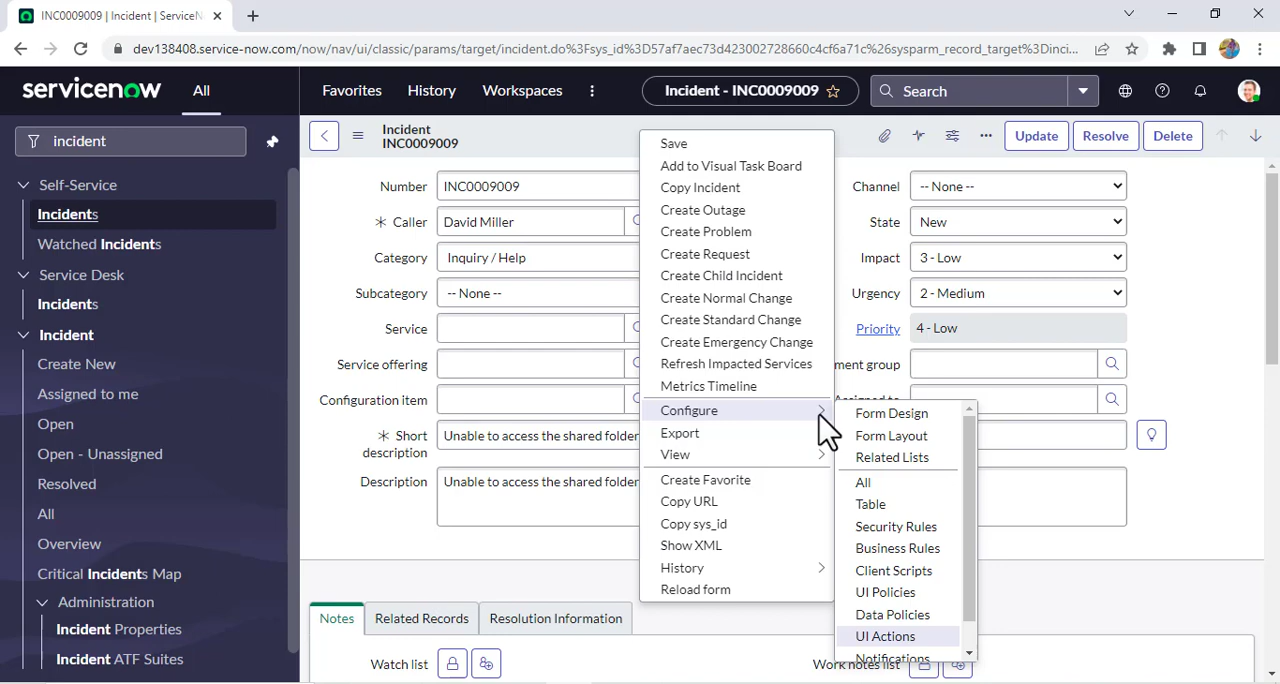 INC0009009 | Incident | ServiceN
dev138408.service-now.com/now/nav/ui/classic/params/target/incident.do%3Fsys_id%3D57af7aec73d423002728660c4cf6a71c%26sysparm_record_target%3Dinci...
servicenow
All
Favorites
History
Workspaces
Incident - INC0009009
Search
incident
Self-Service
Incidents
Watched Incidents
Service Desk
Incidents
Incident
Create New
Assigned to me
Open
Open - Unassigned
Resolved
All
Overview
Critical Incidents Map
Administration
Incident Properties
Incident ATF Suites
Incident
INC0009009
Update
Resolve
Delete
Number
INC0009009
Caller
David Miller
Category
Inquiry / Help
Subcategory
-- None --
Service
Service offering
Configuration item
Short
description
Unable to access the shared folder
Description
Unable to access the shared folder
Channel
-- None --
State
New
Impact
3 - Low
Urgency
2 - Medium
Priority
4 - Low
ment group
Assigned to
Save
Add to Visual Task Board
Copy Incident
Create Outage
Create Problem
Create Request
Create Child Incident
Create Normal Change
Create Standard Change
Create Emergency Change
Refresh Impacted Services
Metrics Timeline
Configure
Export
View
Create Favorite
Copy URL
Copy sys_id
Show XML
History
Reload form
Form Design
Form Layout
Related Lists
All
Table
Security Rules
Business Rules
Client Scripts
UI Policies
Data Policies
UI Actions
Notifications
Notes
Related Records
Resolution Information
Watch list
Work notes list